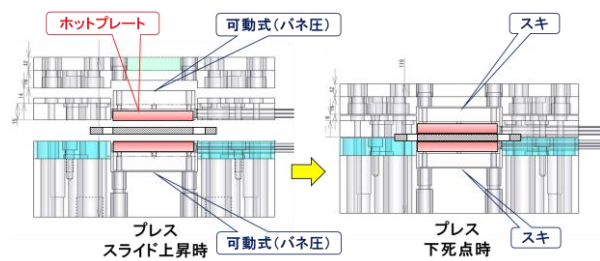 ホットプレート
可動式(バネ圧)
スキ
プレス
スライド上昇時
可動式(バネ圧)
プレス
下死点時
スキ